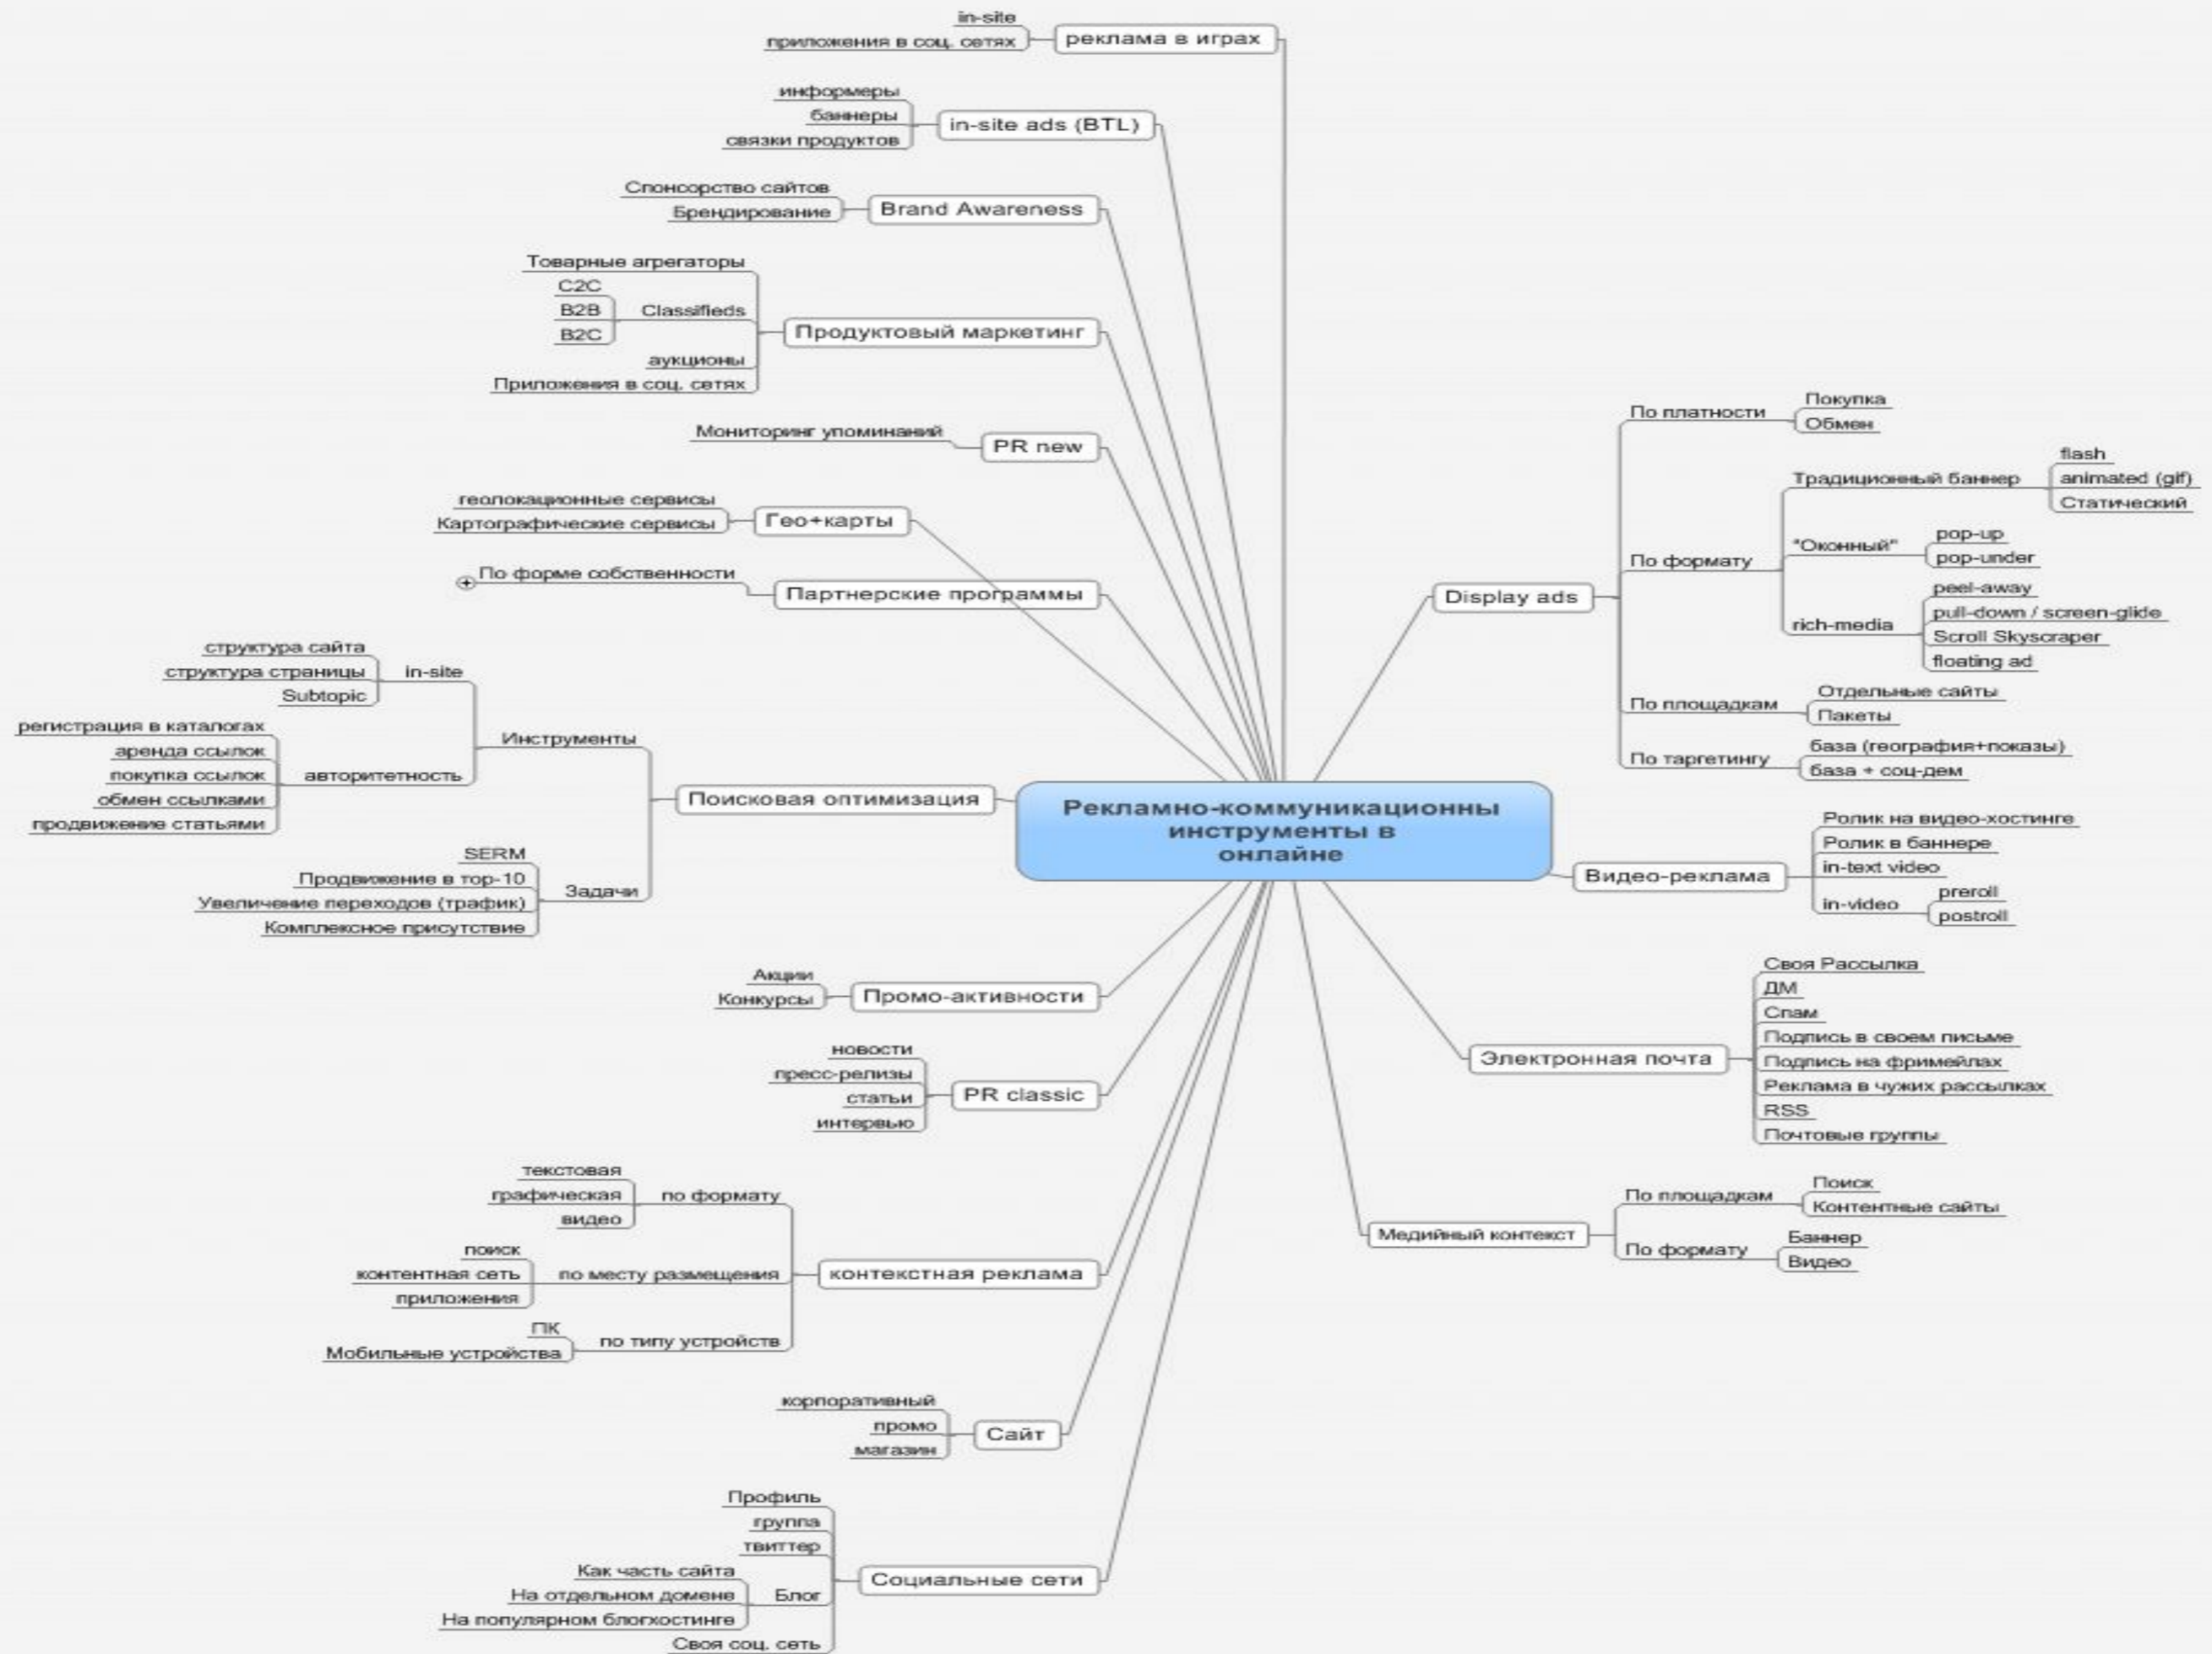 in-site
приложения в соц. сетях
реклама в играх
информеры
баннеры
связки продуктов
in-site ads (BTL)
Спонсорство сайтов
Брендирование
Brand Awareness
Товарные агрегаторы
C2C
B2B
B2C
Classifieds
аукционы
Приложения в соц. сетях
Продуктовый маркетинг
Мониторинг упоминаний
PR new
геолокационные сервисы
Картографические сервисы
Гео+карты
По форме собственности
Партнерские программы
структура сайта
структура страницы
Subtopic
in-site
регистрация в каталогах
аренда ссылок
покупка ссылок
обмен ссылками
продвижение статьями
авторитетность
Инструменты
SERM
Продвижение в top-10
Увеличение переходов (трафик)
Комплексное присутствие
Задачи
Поисковая оптимизация
Акции
Конкурсы
Промо-активности
новости
пресс-релизы
статьи
интервью
PR classic
текстовая
графическая
видео
по формату
поиск
контентная сеть
приложения
по месту размещения
ПК
Мобильные устройства
по типу устройств
контекстная реклама
корпоративный
промо
магазин
Сайт
Профиль
группа
твиттер
Как часть сайта
На отдельном домене
На популярном блогхостинге
Блог
Своя соц. сеть
Социальные сети
Рекламно-коммуникационны
инструменты в
онлайне
Display ads
По платности
Покупка
Обмен
По формату
Традиционный баннер
flash
animated (gif)
Статический
"Оконный"
pop-up
pop-under
rich-media
peel-away
pull-down / screen-glide
Scroll Skyscraper
floating ad
По площадкам
Отдельные сайты
Пакеты
По таргетингу
база (география+показы)
база + соц-дем
Видео-реклама
Ролик на видео-хостинге
Ролик в баннере
in-text video
in-video
preroll
postroll
Электронная почта
Своя Рассылка
ДМ
Спам
Подпись в своем письме
Подпись на фримейлах
Реклама в чужих рассылках
RSS
Почтовые группы
Медийный контекст
По площадкам
Поиск
Контентные сайты
По формату
Баннер
Видео